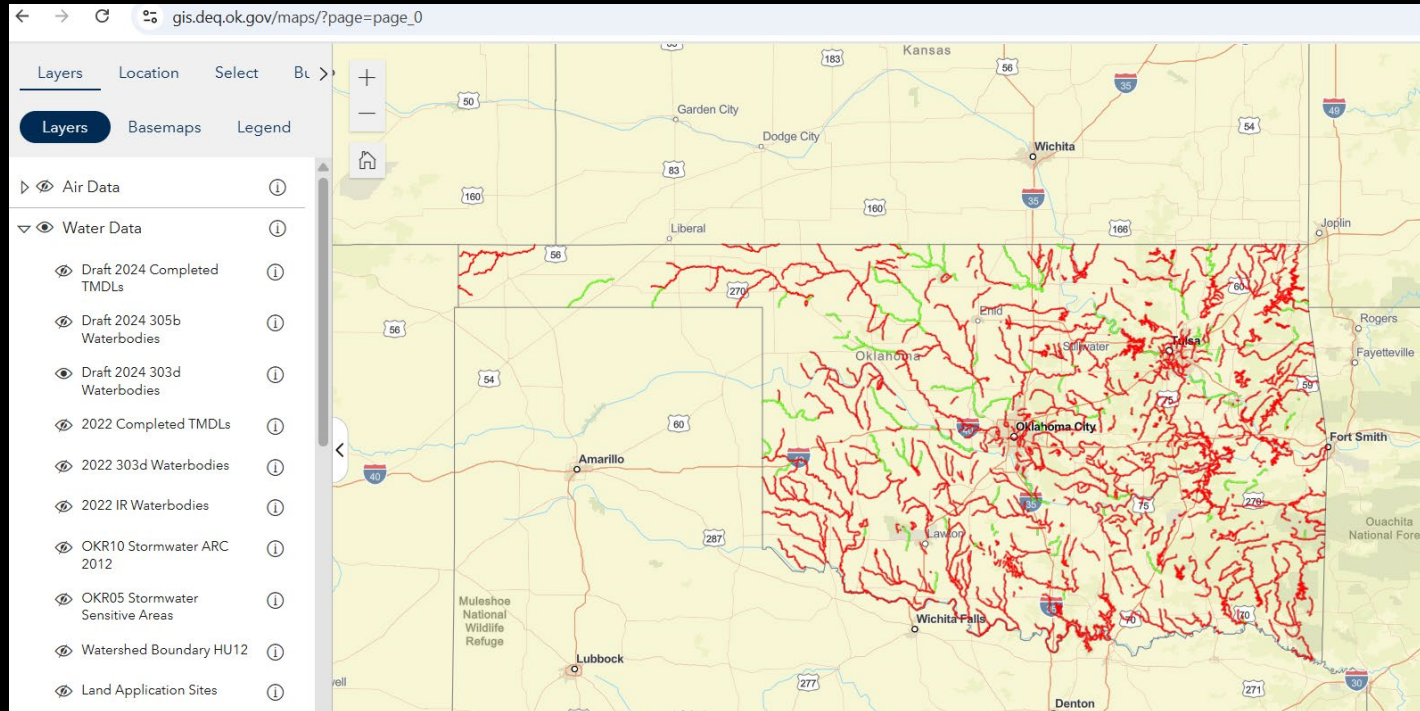 gis.deq.ok.gov/maps/?page=page_0
Layers Location Select
Layers Basemaps Legend
Air Data
Water Data
Draft 2024 Completed
TMDLs
Draft 2024 305b
Waterbodies
Draft 2024 303d
Waterbodies
2022 Completed TMDLs
2022 303d Waterbodies
2022 IR Waterbodies
OKR10 Stormwater ARC
2012
OKR05 Stormwater
Sensitive Areas
Watershed Boundary HU12
Land Application Sites
Kansas
183
56
35
50
Garden City
49
54
Dodge City
Wichita
83
160
35
160
Liberal
166
Joplin
56
270
60
Enid
Rogers
56
Stillwater
Tulsa
Oklahoma
Fayetteville
54
59
75
60
Oklahoma City
40
Fort Smith
Amarillo
40
40
270
35
75
Lawton
Ouachita
National Fore
287
Muleshoe
National
Wildlife
Refuge
Wichita Falls
70
70
Lubbock
277
30
271
Denton